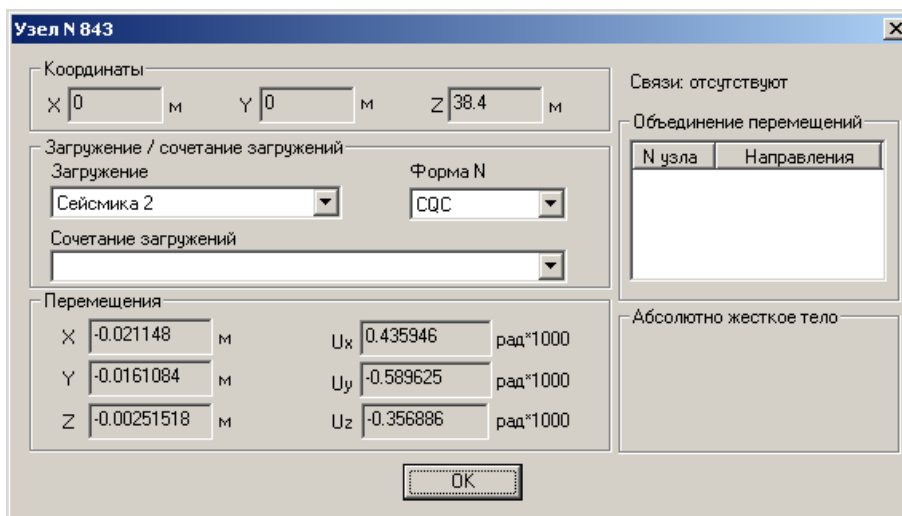 Узел N 843
Координаты
X 0 м Y 0 м Z 38.4 м
Связи: отсутствуют
Объединение перемещений
N узла Направления
Загружение / сочетание загружений
Загружение Форма N
Сейсмика 2 CQC
Сочетание загружений
Перемещения
X -0.021148 м Ux 0.435946 рад*1000
Y -0.0161084 м Uy -0.589625 рад*1000
Z -0.00251518 м Uz -0.356886 рад*1000
Абсолютно жесткое тело
OK